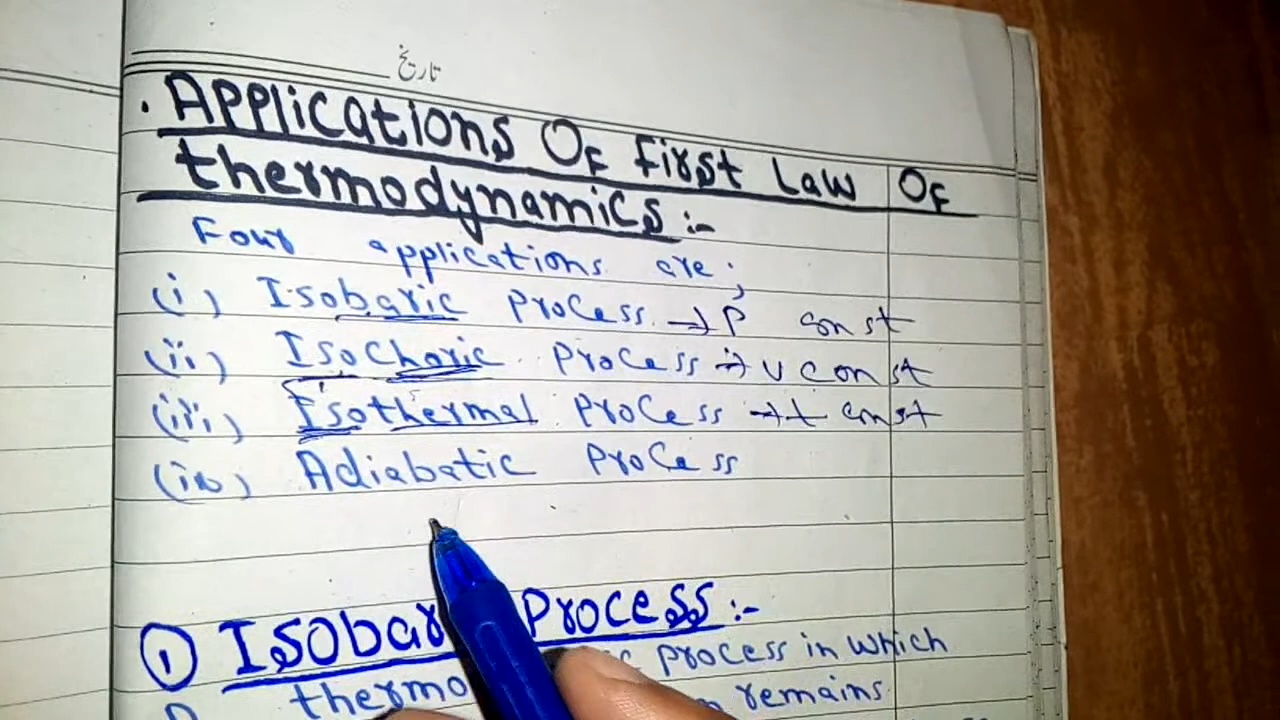 تاریخ
. Applications Of First Law Of
thermodynamics :-
Four applications are ;
(i) Isobaric process → P const
(ii) Isochoric process → v const
(iii) Isothermal process → t const
(iv) Adiabatic process
① Isobar Process :-
process in which
thermo remains